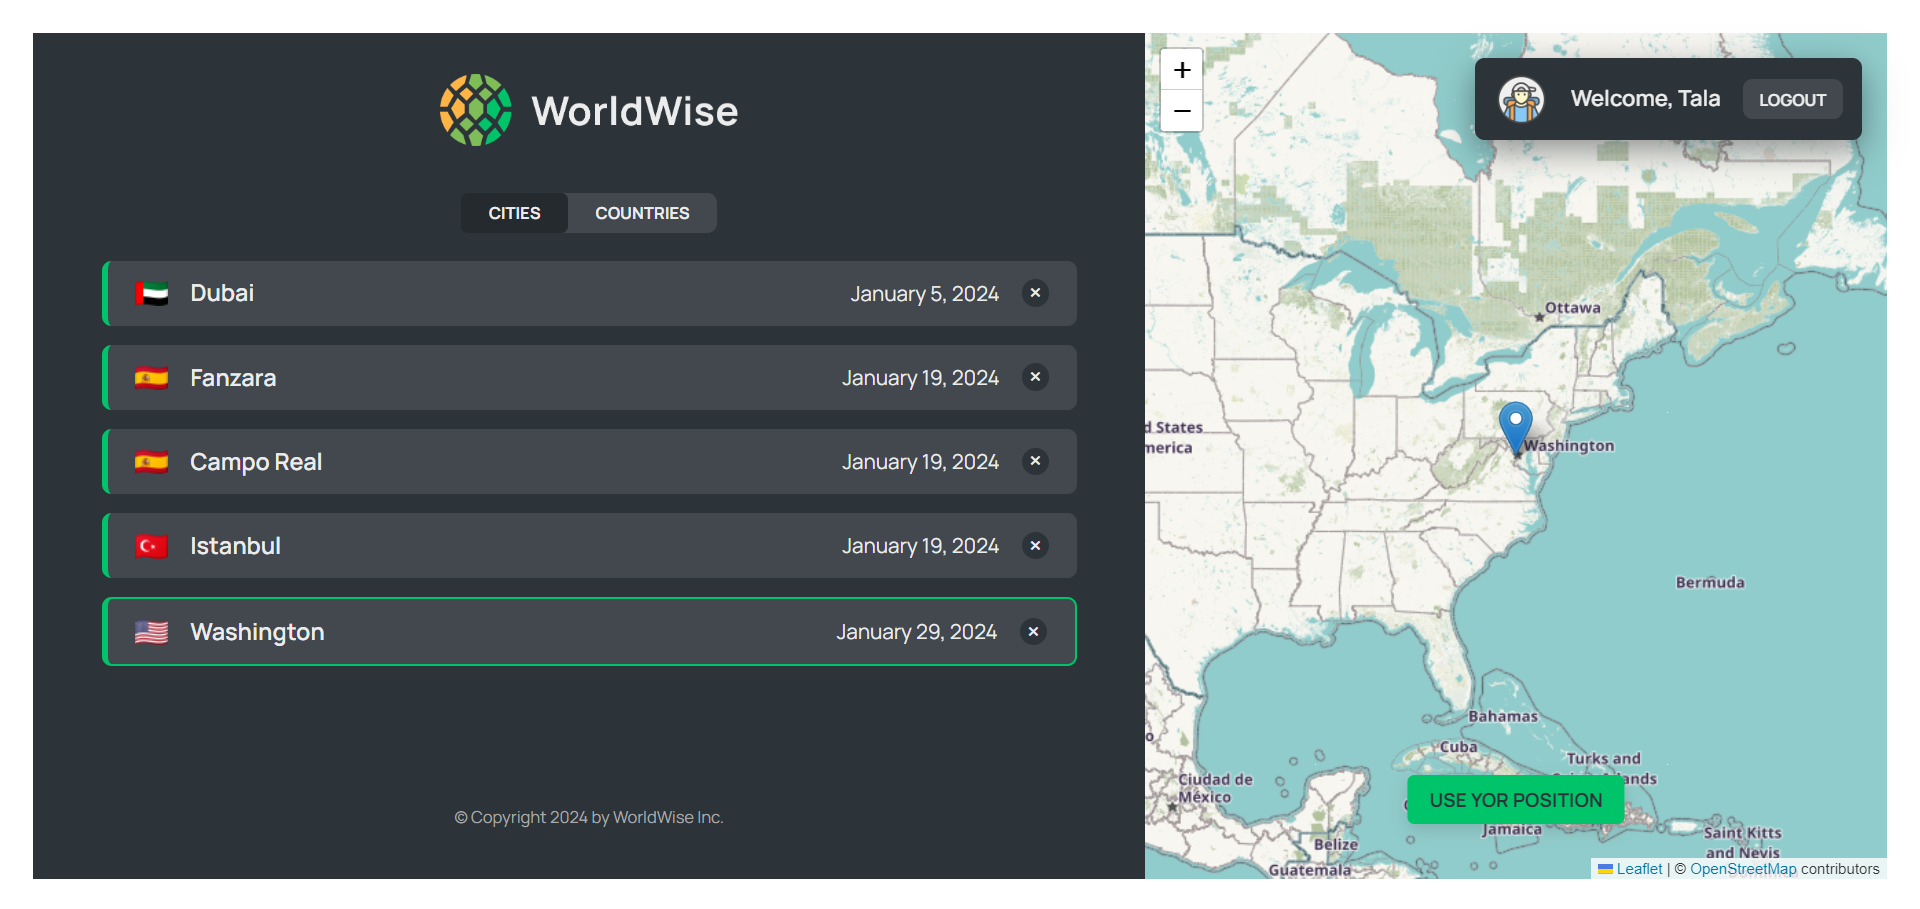 WorldWise
CITIES
COUNTRIES
Dubai
January 5, 2024
×
Fanzara
January 19, 2024
×
Campo Real
January 19, 2024
×
Istanbul
January 19, 2024
×
Washington
January 29, 2024
×
© Copyright 2024 by WorldWise Inc.
+
−
Welcome, Tala
LOGOUT
Ottawa
d States
merica
Washington
Bermuda
Bahamas
Cuba
Turks and
ands
Ciudad de
México
USE YOR POSITION
Jamaica
Saint Kitts
and Nevis
Belize
Guatemala
Leaflet | © OpenStreetMap contributors